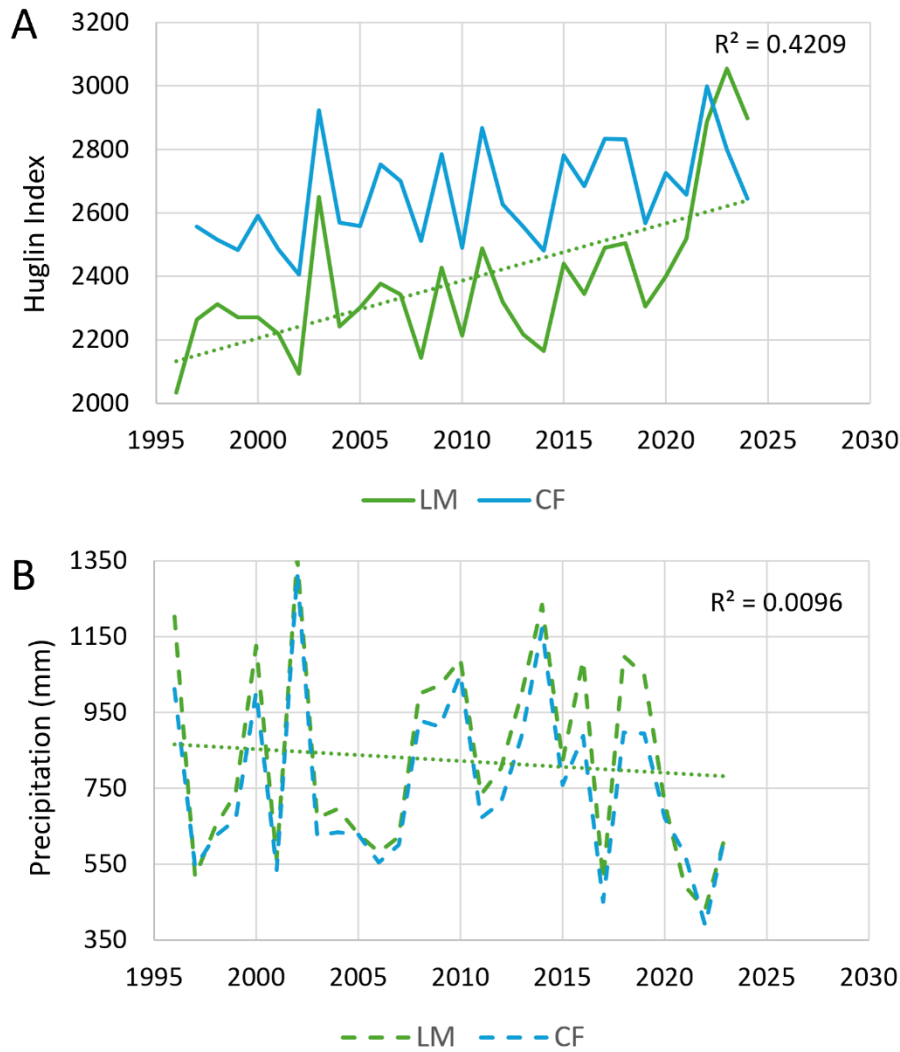 A
3200
R² = 0.4209
3000
2800
2600
2400
2200
2000
Huglin Index
1995 2000 2005 2010 2015 2020 2025 2030
LM CF
B
1350
R² = 0.0096
1150
950
750
550
350
Precipitation (mm)
1995 2000 2005 2010 2015 2020 2025 2030
LM CF